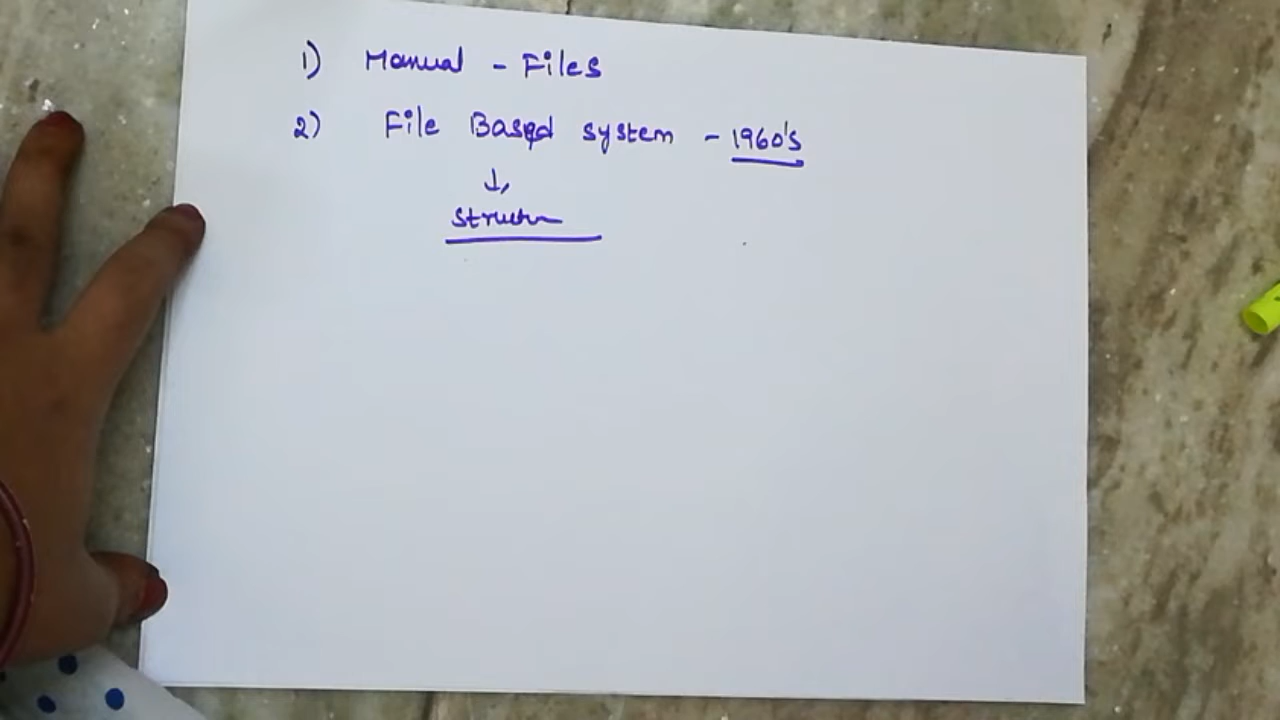 1) Manual - Files
2) File Based system - 1960's
↓